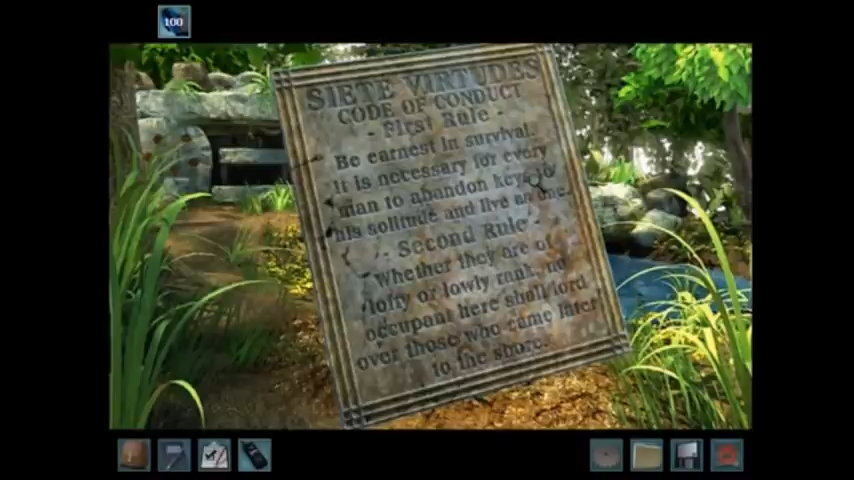 100
SIETE VIRTUDES
CODE OF CONDUCT
- First Rule -
Be earnest in survival.
It is necessary for every
man to abandon keys to
his solitude and live as one.
- Second Rule -
Whether they are of
lofty or lowly rank, no
occupant here shall lord
over those who came later
to the shore.